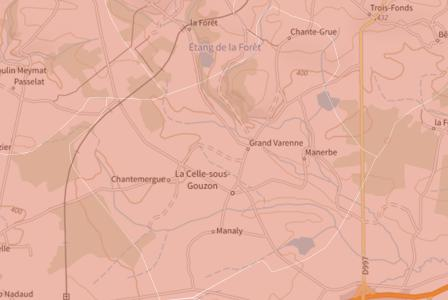 Trois-Fonds
432
la Forêt
Chante-Grue
Étang de la Forêt
400
oulin Meymat
Passelat
Grand Varenne
Manerbe
La Celle-sous-
Gouzon
Chantemergue
400
Manaly
D997
Nadaud